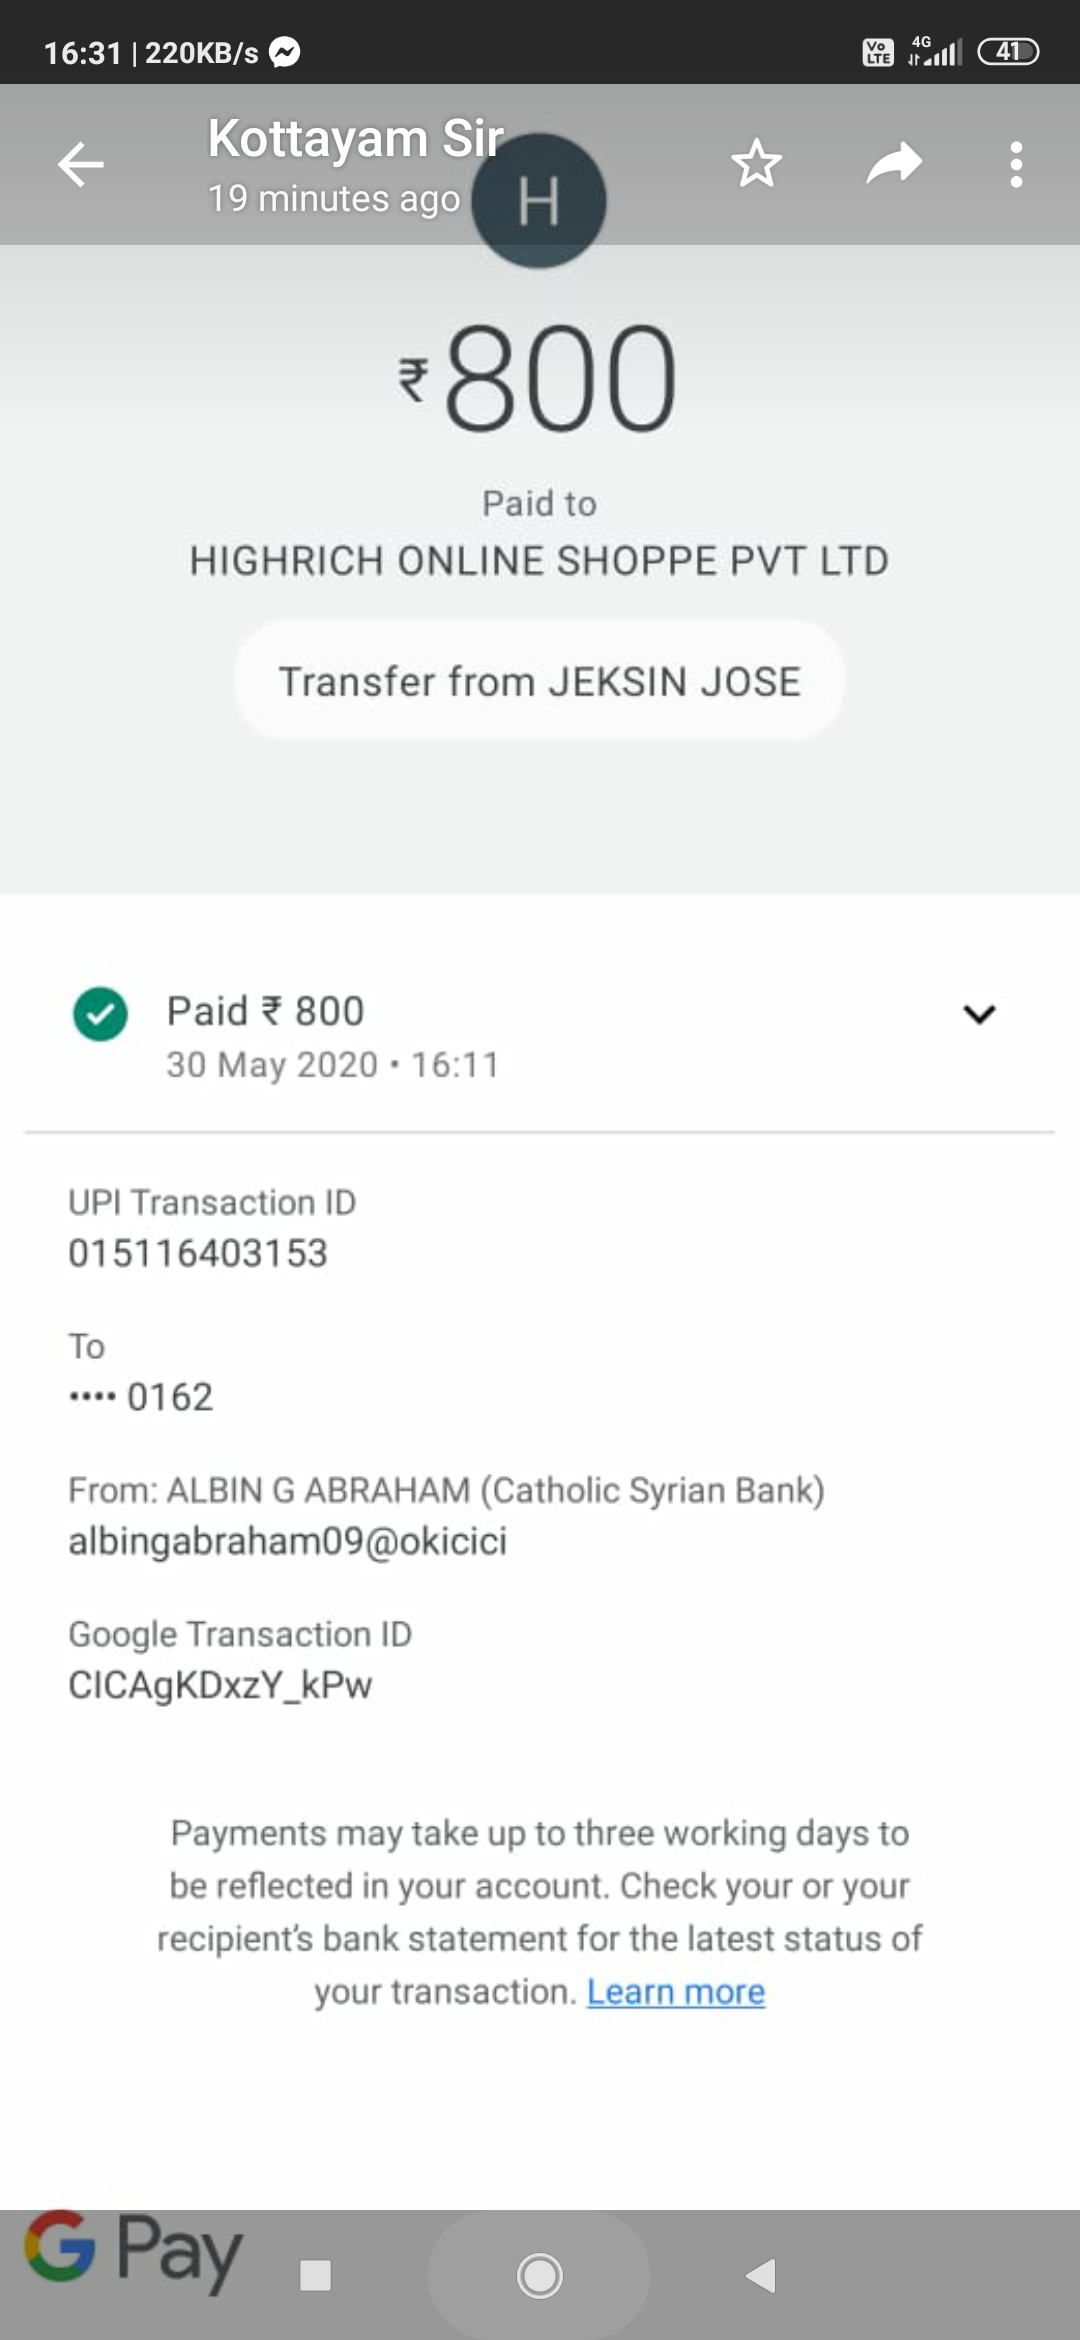 16:31 | 220KB/s
Vo LTE 4G 41
Kottayam Sir
19 minutes ago
H
₹800
Paid to
HIGHRICH ONLINE SHOPPE PVT LTD
Transfer from JEKSIN JOSE
Paid ₹ 800
30 May 2020 • 16:11
UPI Transaction ID
015116403153
To
•••• 0162
From: ALBIN G ABRAHAM (Catholic Syrian Bank)
albingabraham09@okicici
Google Transaction ID
CICAgKDxzY_kPw
Payments may take up to three working days to
be reflected in your account. Check your or your
recipient's bank statement for the latest status of
your transaction. Learn more
G Pay